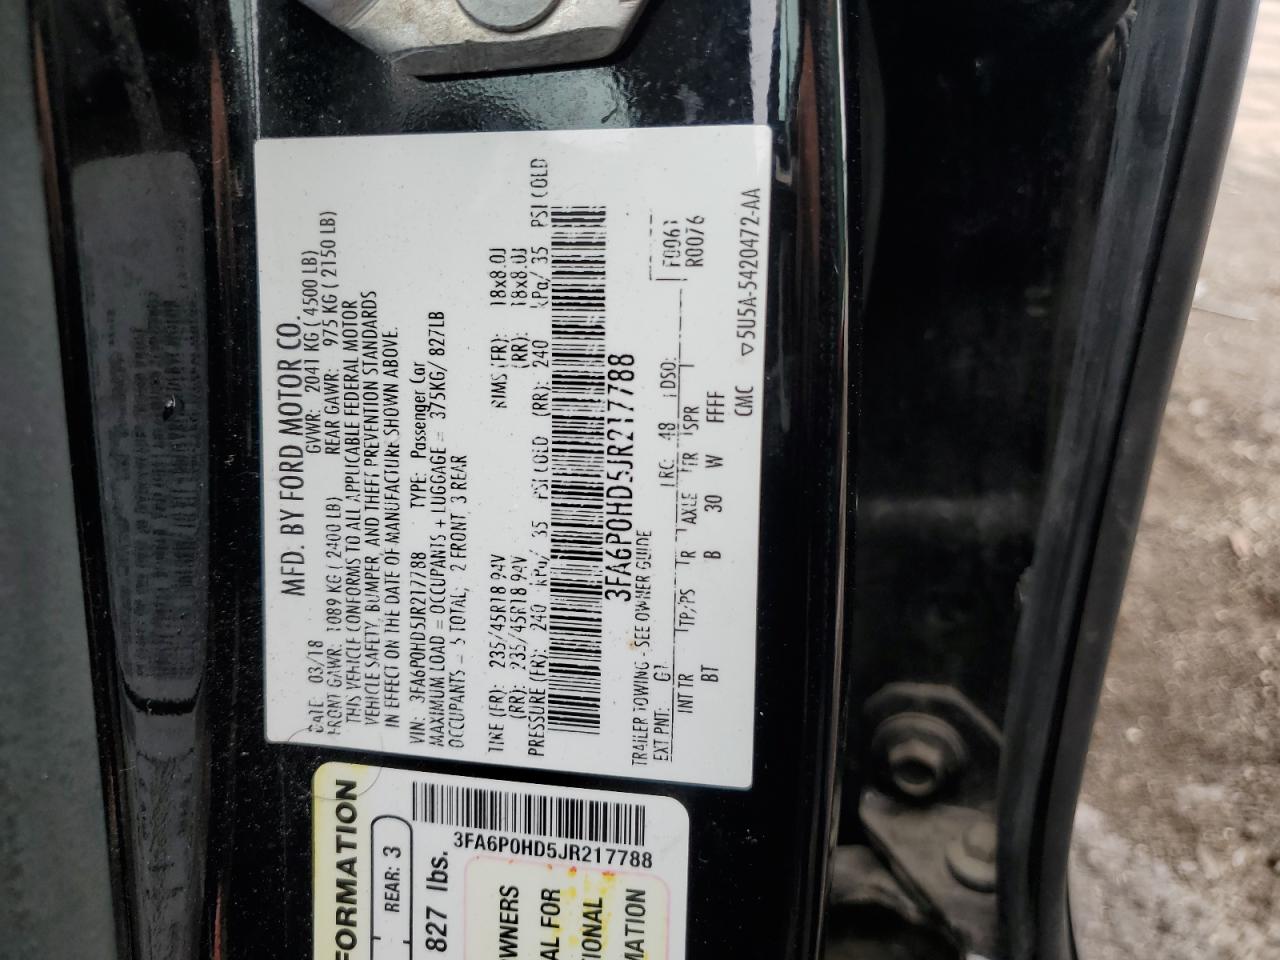 MFD. BY FORD MOTOR CO.
DATE: 03/18 GVWR: 2041 KG ( 4500 LB)
FRONT GAWR: 1089 KG ( 2400 LB) REAR GAWR: 975 KG ( 2150 LB)
THIS VEHICLE CONFORMS TO ALL APPLICABLE FEDERAL MOTOR
VEHICLE SAFETY, BUMPER, AND THEFT PREVENTION STANDARDS
IN EFFECT ON THE DATE OF MANUFACTURE SHOWN ABOVE.
VIN: 3FA6P0HD5JR217788 TYPE: Passenger Car
MAXIMUM LOAD = OCCUPANTS + LUGGAGE = 375KG/ 827LB
OCCUPANTS = 5 TOTAL, 2 FRONT, 3 REAR
TIRE (FR): 235/45R18 94V RIMS (FR): 18x8.0J
(RR): 235/45R18 94V (RR): 18x8.0J
PRESSURE (FR): 240 kPa/ 35 PSI COLD (RR): 240 kPa/ 35 PSI COLD
3FA6P0HD5JR217788
TRAILER TOWING - SEE OWNER GUIDE
EXT PNT: G1 RC: 48 DSO: F0061
R0076
INT TR TP/PS R AXLE TR SPR
BT B 30 W FFFF
CMC ▽5U5A-5420472-AA
FORMATION
REAR: 3
827 lbs.
3FA6P0HD5JR217788
WNERS
AL FOR
IONAL
MATION